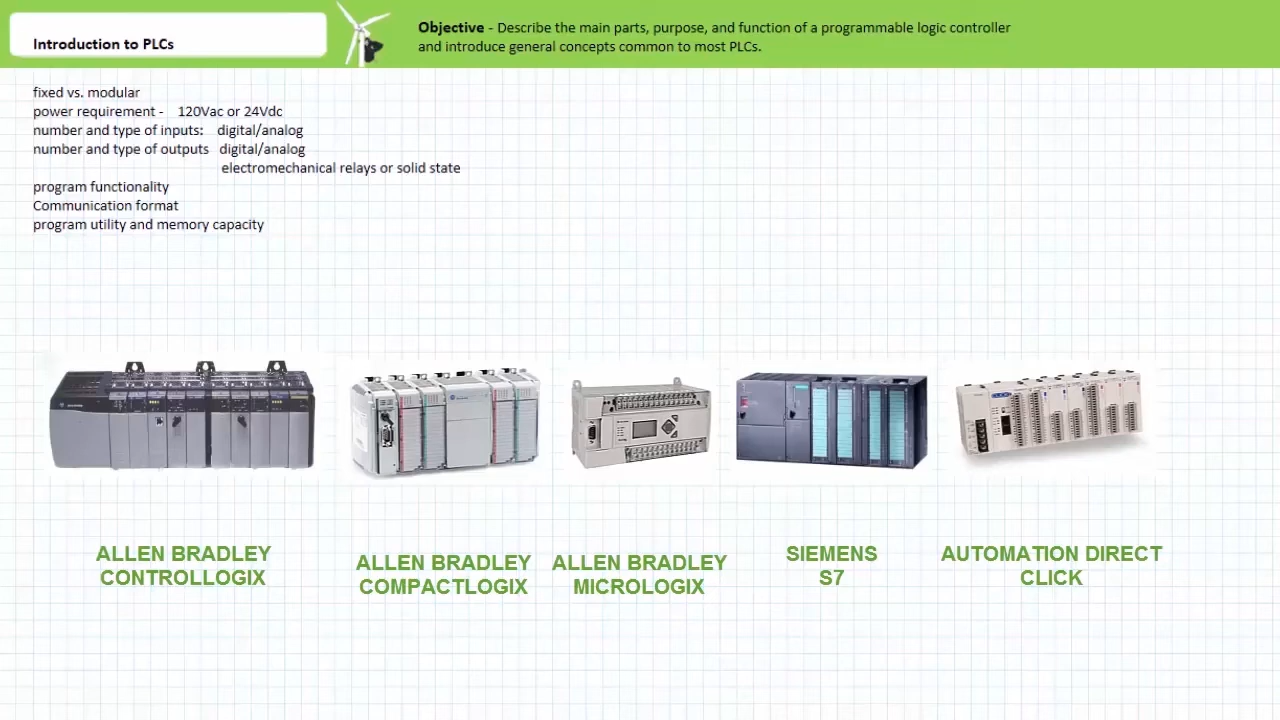 Introduction to PLCs
Objective - Describe the main parts, purpose, and function of a programmable logic controller
and introduce general concepts common to most PLCs.
fixed vs. modular
power requirement - 120Vac or 24Vdc
number and type of inputs: digital/analog
number and type of outputs digital/analog
electromechanical relays or solid state
program functionality
Communication format
program utility and memory capacity
ALLEN BRADLEY
CONTROLLOGIX
ALLEN BRADLEY
COMPACTLOGIX
ALLEN BRADLEY
MICROLOGIX
SIEMENS
S7
AUTOMATION DIRECT
CLICK